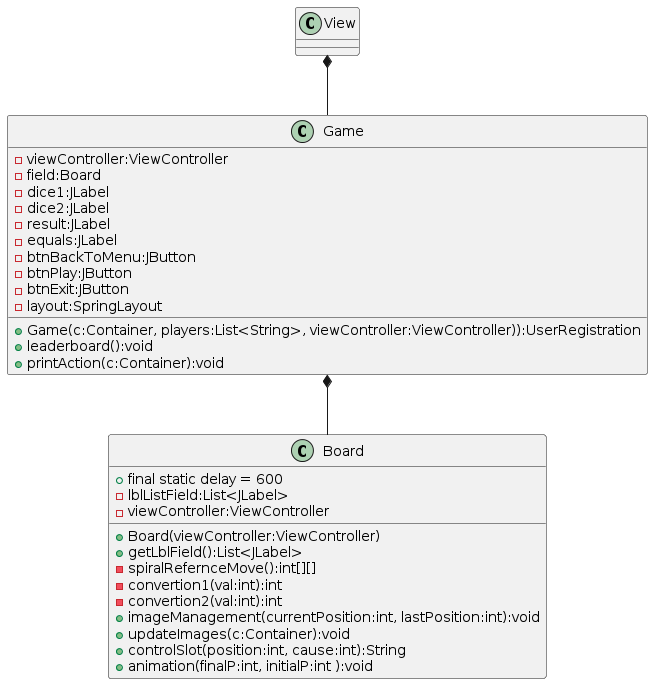 C View
C Game
viewController:ViewController
field:Board
dice1:JLabel
dice2:JLabel
result:JLabel
equals:JLabel
btnBackToMenu:JButton
btnPlay:JButton
btnExit:JButton
layout:SpringLayout
Game(c:Container, players:List<String>, viewController:ViewController)):UserRegistration
leaderboard():void
printAction(c:Container):void
C Board
final static delay = 600
lblListField:List<JLabel>
viewController:ViewController
Board(viewController:ViewController)
getLblField():List<JLabel>
spiralRefernceMove():int[][]
convertion1(val:int):int
convertion2(val:int):int
imageManagement(currentPosition:int, lastPosition:int):void
updateImages(c:Container):void
controlSlot(position:int, cause:int):String
animation(finalP:int, initialP:int ):void